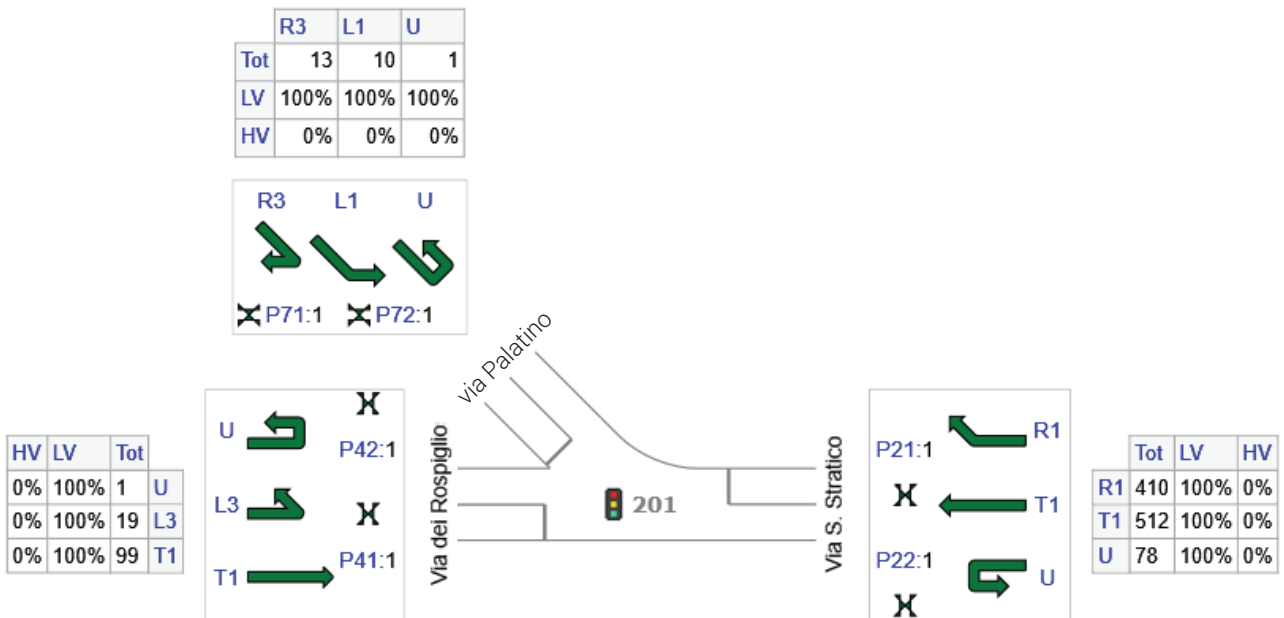 R3 L1 U
Tot 13 10 1
LV 100% 100% 100%
HV 0% 0% 0%
R3 L1 U
P71:1 P72:1
via Palatino
HV LV Tot
0% 100% 1 U
0% 100% 19 L3
0% 100% 99 T1
U
P42:1
L3
P41:1
T1
Via dei Rospiglio
201
Via S. Stratico
P21:1 R1
T1
P22:1
U
Tot LV HV
R1 410 100% 0%
T1 512 100% 0%
U 78 100% 0%